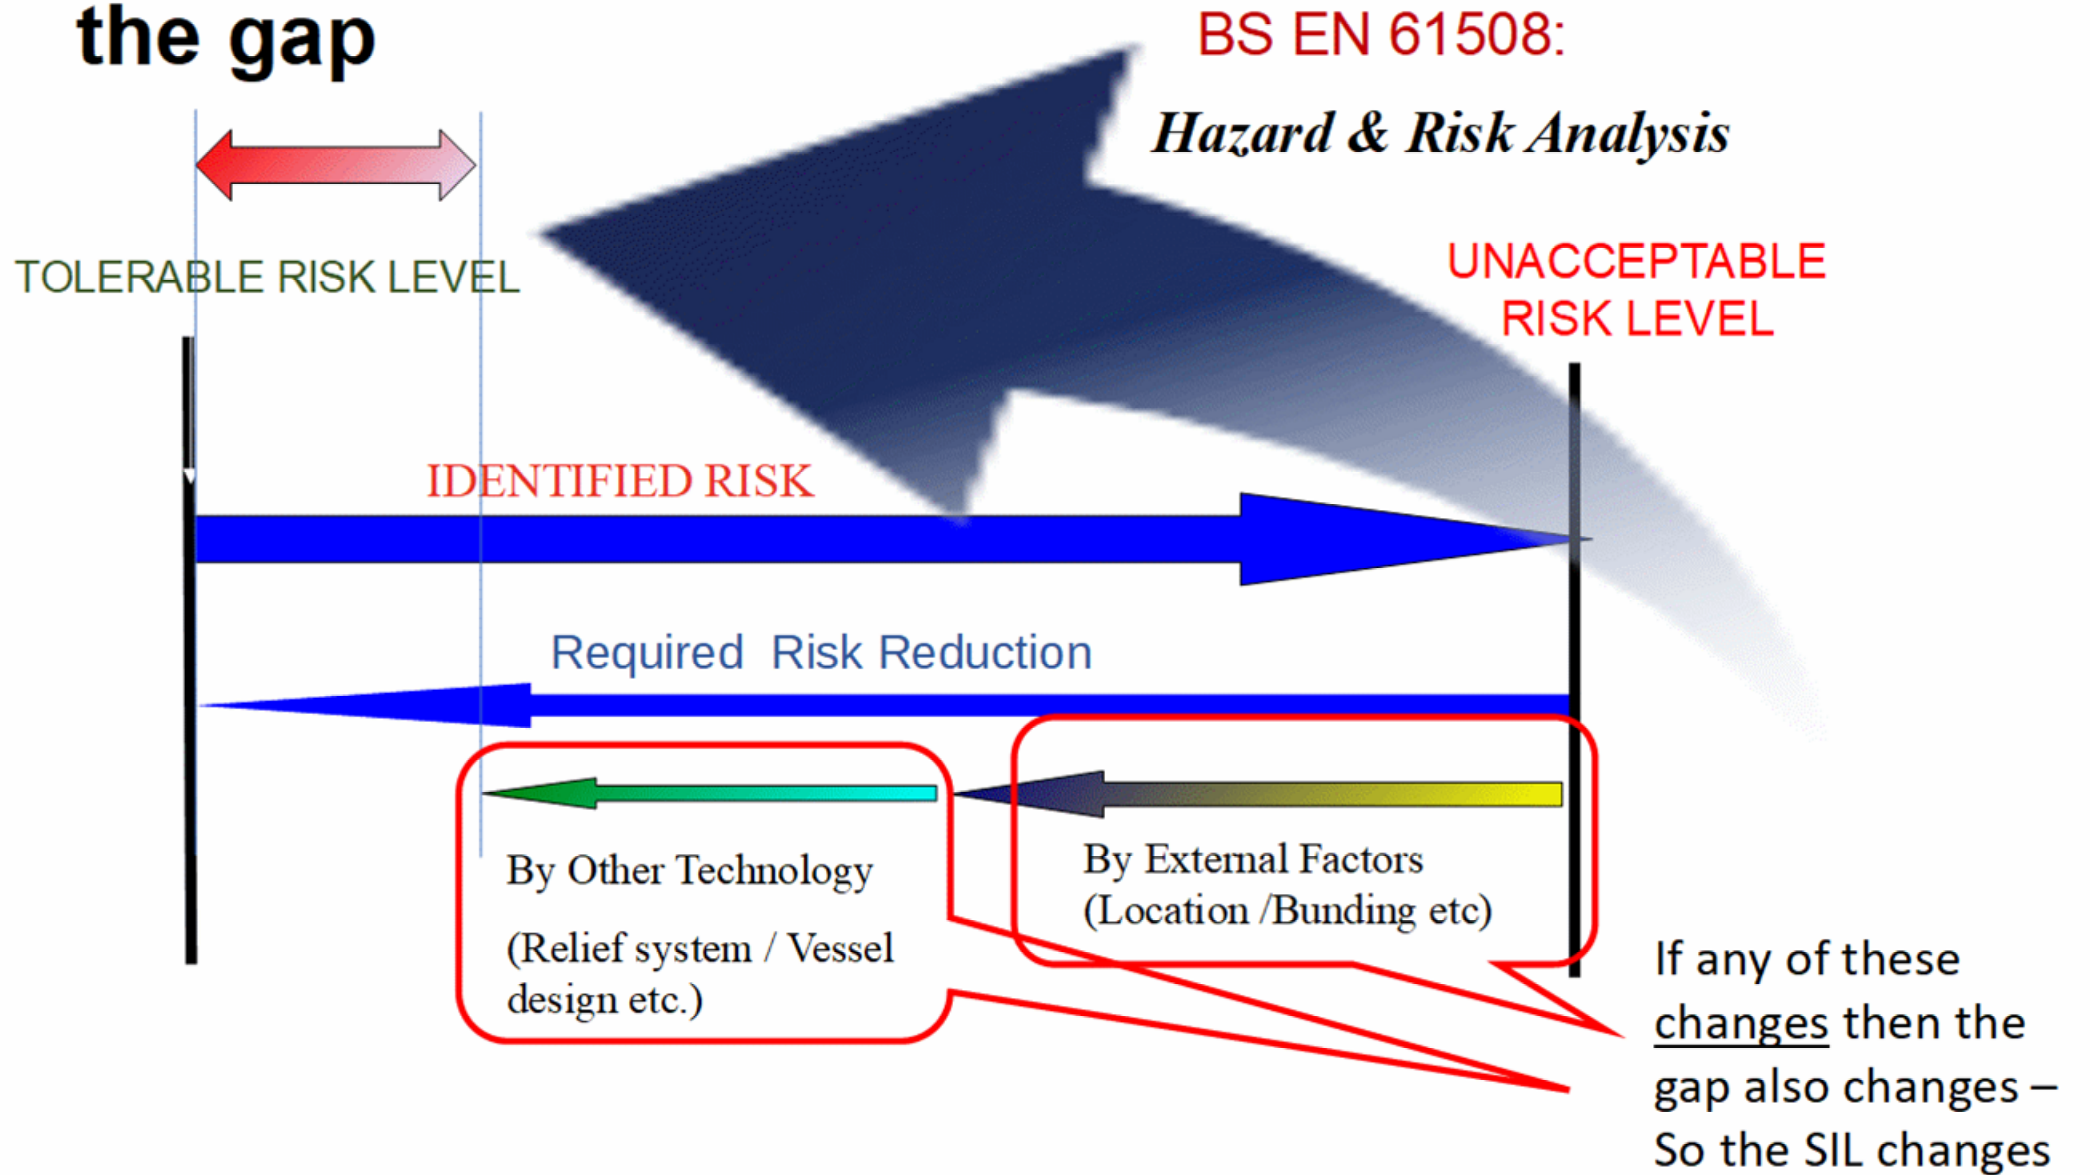 the gap
BS EN 61508:
Hazard & Risk Analysis
TOLERABLE RISK LEVEL
UNACCEPTABLE
RISK LEVEL
IDENTIFIED RISK
Required Risk Reduction
By Other Technology
(Relief system / Vessel
design etc.)
By External Factors
(Location /Bunding etc)
If any of these
changes then the
gap also changes –
So the SIL changes